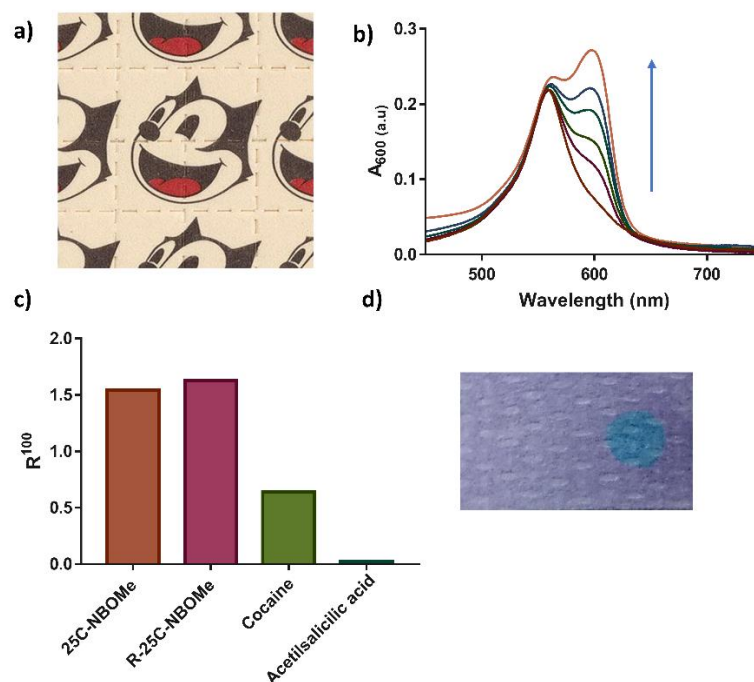 a)
b)
0.3
0.2
0.1
0.0
A600 (a.u)
500
600
700
Wavelength (nm)
c)
2.0
1.5
1.0
0.5
0.0
R100
25C-NBOMe
R-25C-NBOMe
Cocaine
Acetilsalicilic acid
d)